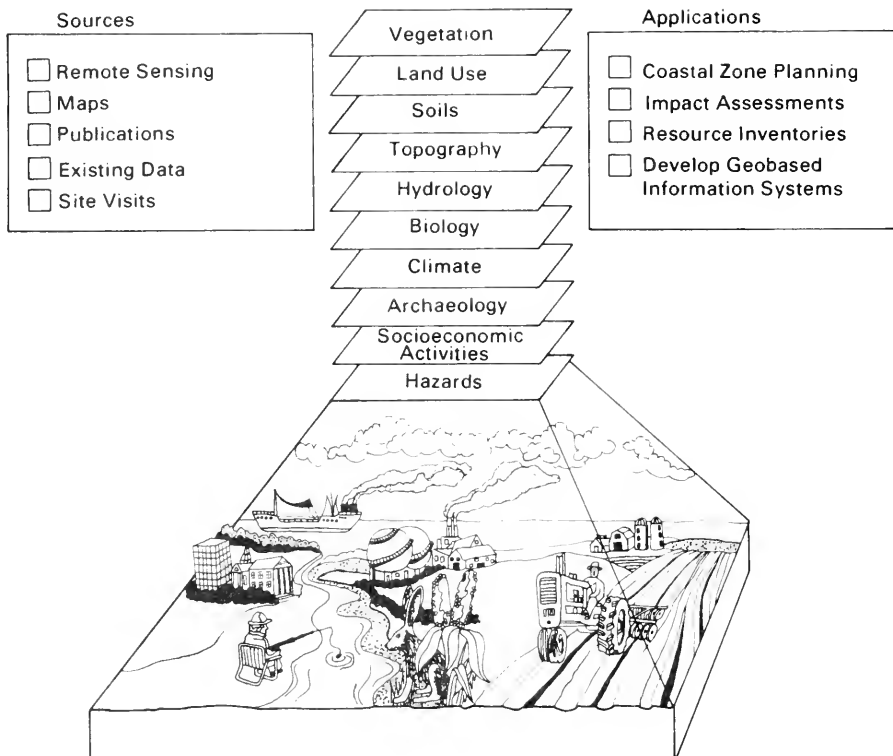 Sources
Remote Sensing
Maps
Publications
Existing Data
Site Visits
Vegetation
Land Use
Soils
Topography
Hydrology
Biology
Climate
Archaeology
Socioeconomic
Activities
Hazards
Applications
Coastal Zone Planning
Impact Assessments
Resource Inventories
Develop Geobased
Information Systems